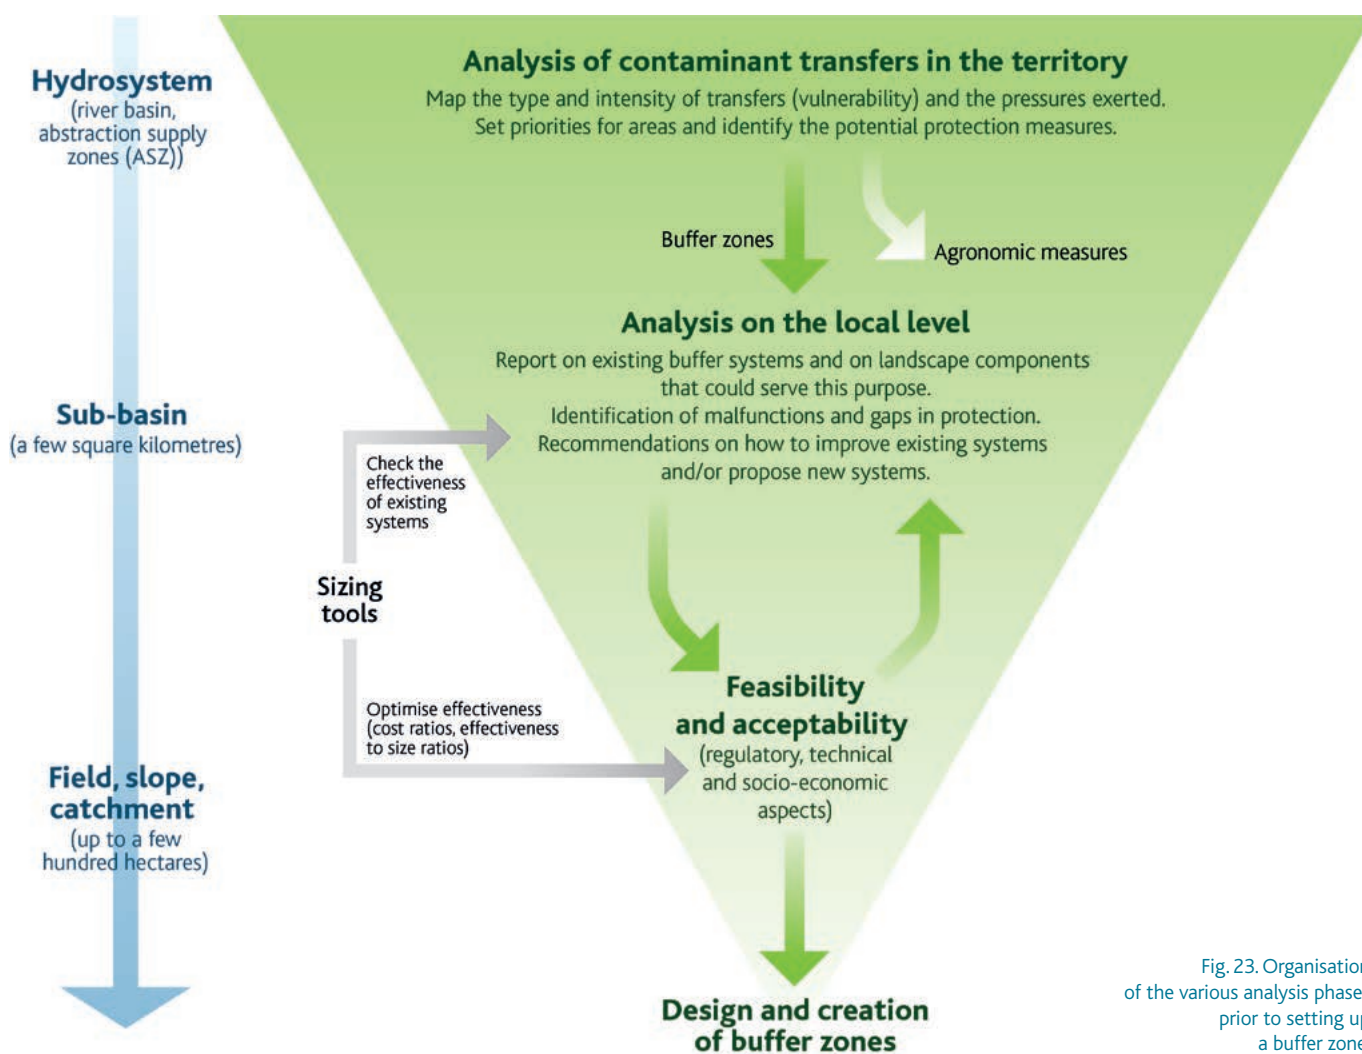 Hydrosystem
(river basin,
abstraction supply
zones (ASZ))
Analysis of contaminant transfers in the territory
Map the type and intensity of transfers (vulnerability) and the pressures exerted.
Set priorities for areas and identify the potential protection measures.
Buffer zones
Agronomic measures
Analysis on the local level
Report on existing buffer systems and on landscape components
that could serve this purpose.
Identification of malfunctions and gaps in protection.
Recommendations on how to improve existing systems
and/or propose new systems.
Sub-basin
(a few square kilometres)
Check the
effectiveness
of existing
systems
Sizing
tools
Optimise effectiveness
(cost ratios, effectiveness
to size ratios)
Feasibility
and acceptability
(regulatory, technical
and socio-economic
aspects)
Field, slope,
catchment
(up to a few
hundred hectares)
Design and creation
of buffer zones
Fig. 23. Organisation
of the various analysis phase
prior to setting up
a buffer zone